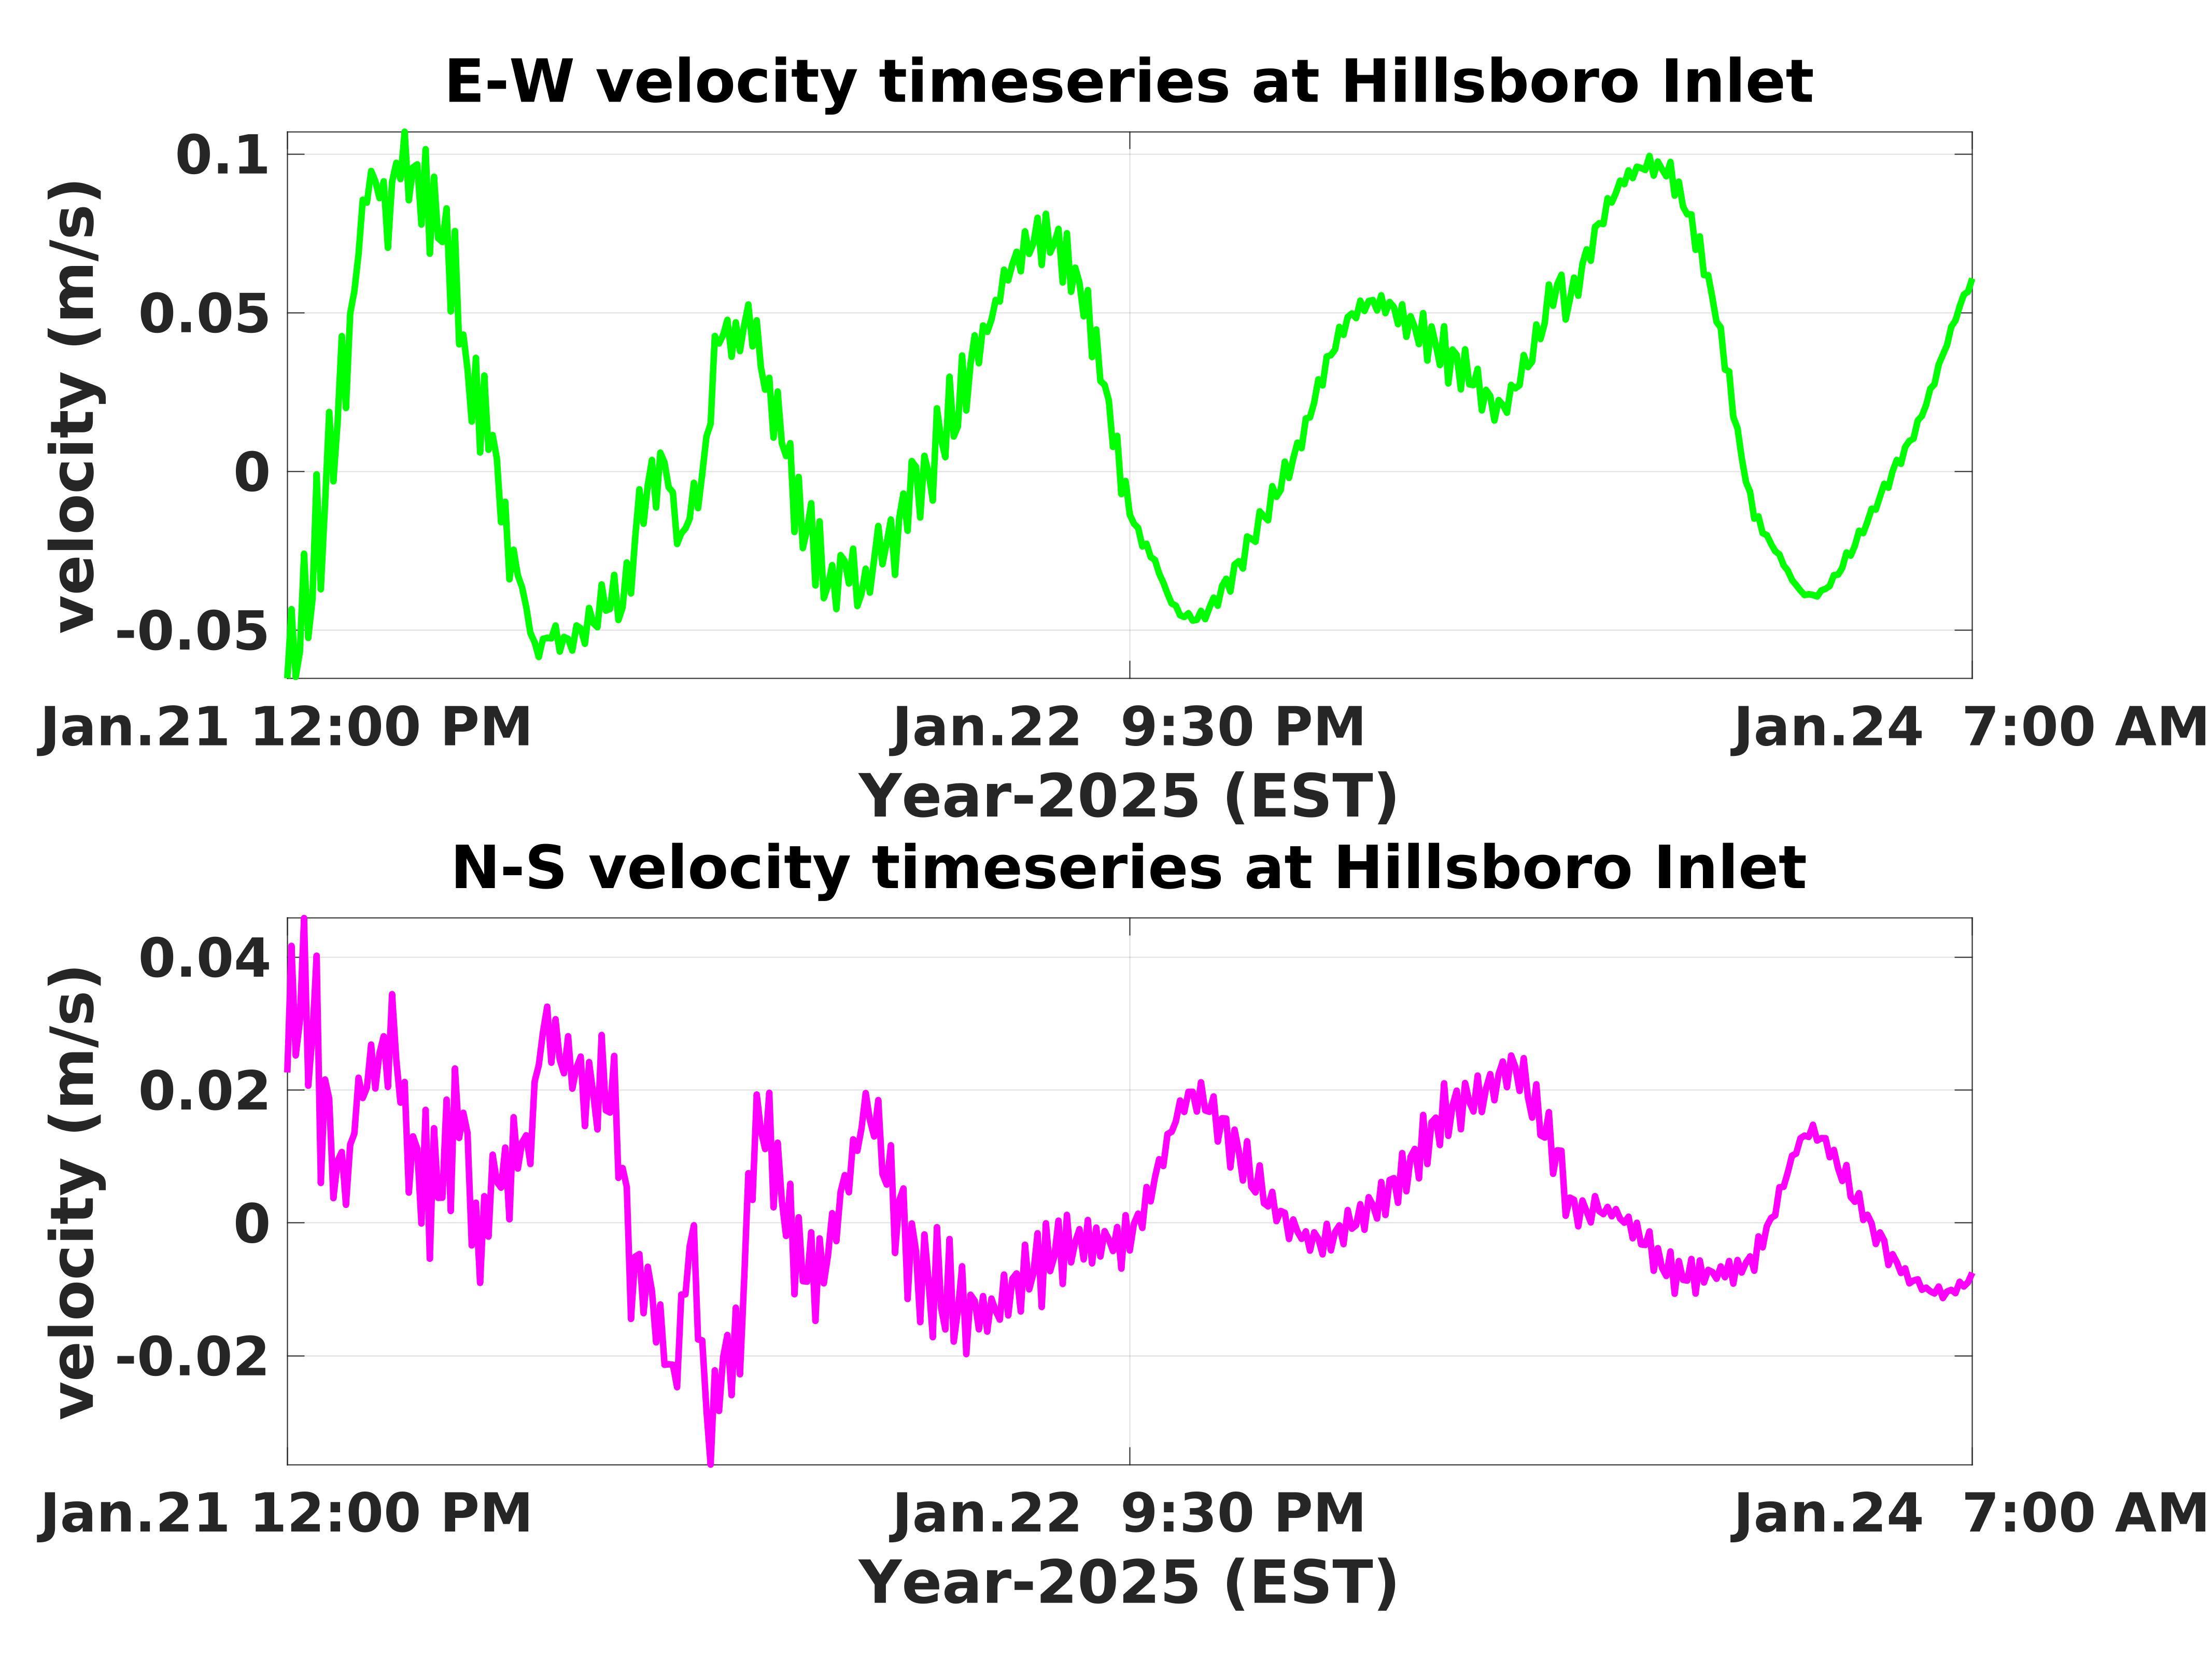 E-W velocity timeseries at Hillsboro Inlet
velocity (m/s)
0.1
0.05
0
-0.05
Jan.21 12:00 PM Jan.22  9:30 PM Jan.24  7:00 AM
Year-2025 (EST)
N-S velocity timeseries at Hillsboro Inlet
velocity (m/s)
0.04
0.02
0
-0.02
Jan.21 12:00 PM Jan.22  9:30 PM Jan.24  7:00 AM
Year-2025 (EST)